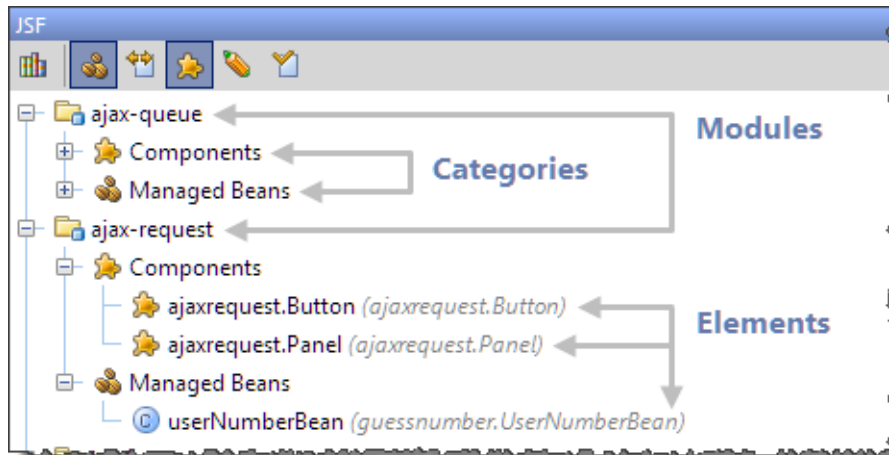 JSF
ajax-queue
Modules
Components
Categories
Managed Beans
ajax-request
Components
ajaxrequest.Button (ajaxrequest.Button)
Elements
ajaxrequest.Panel (ajaxrequest.Panel)
Managed Beans
C userNumberBean (guessnumber.UserNumberBean)